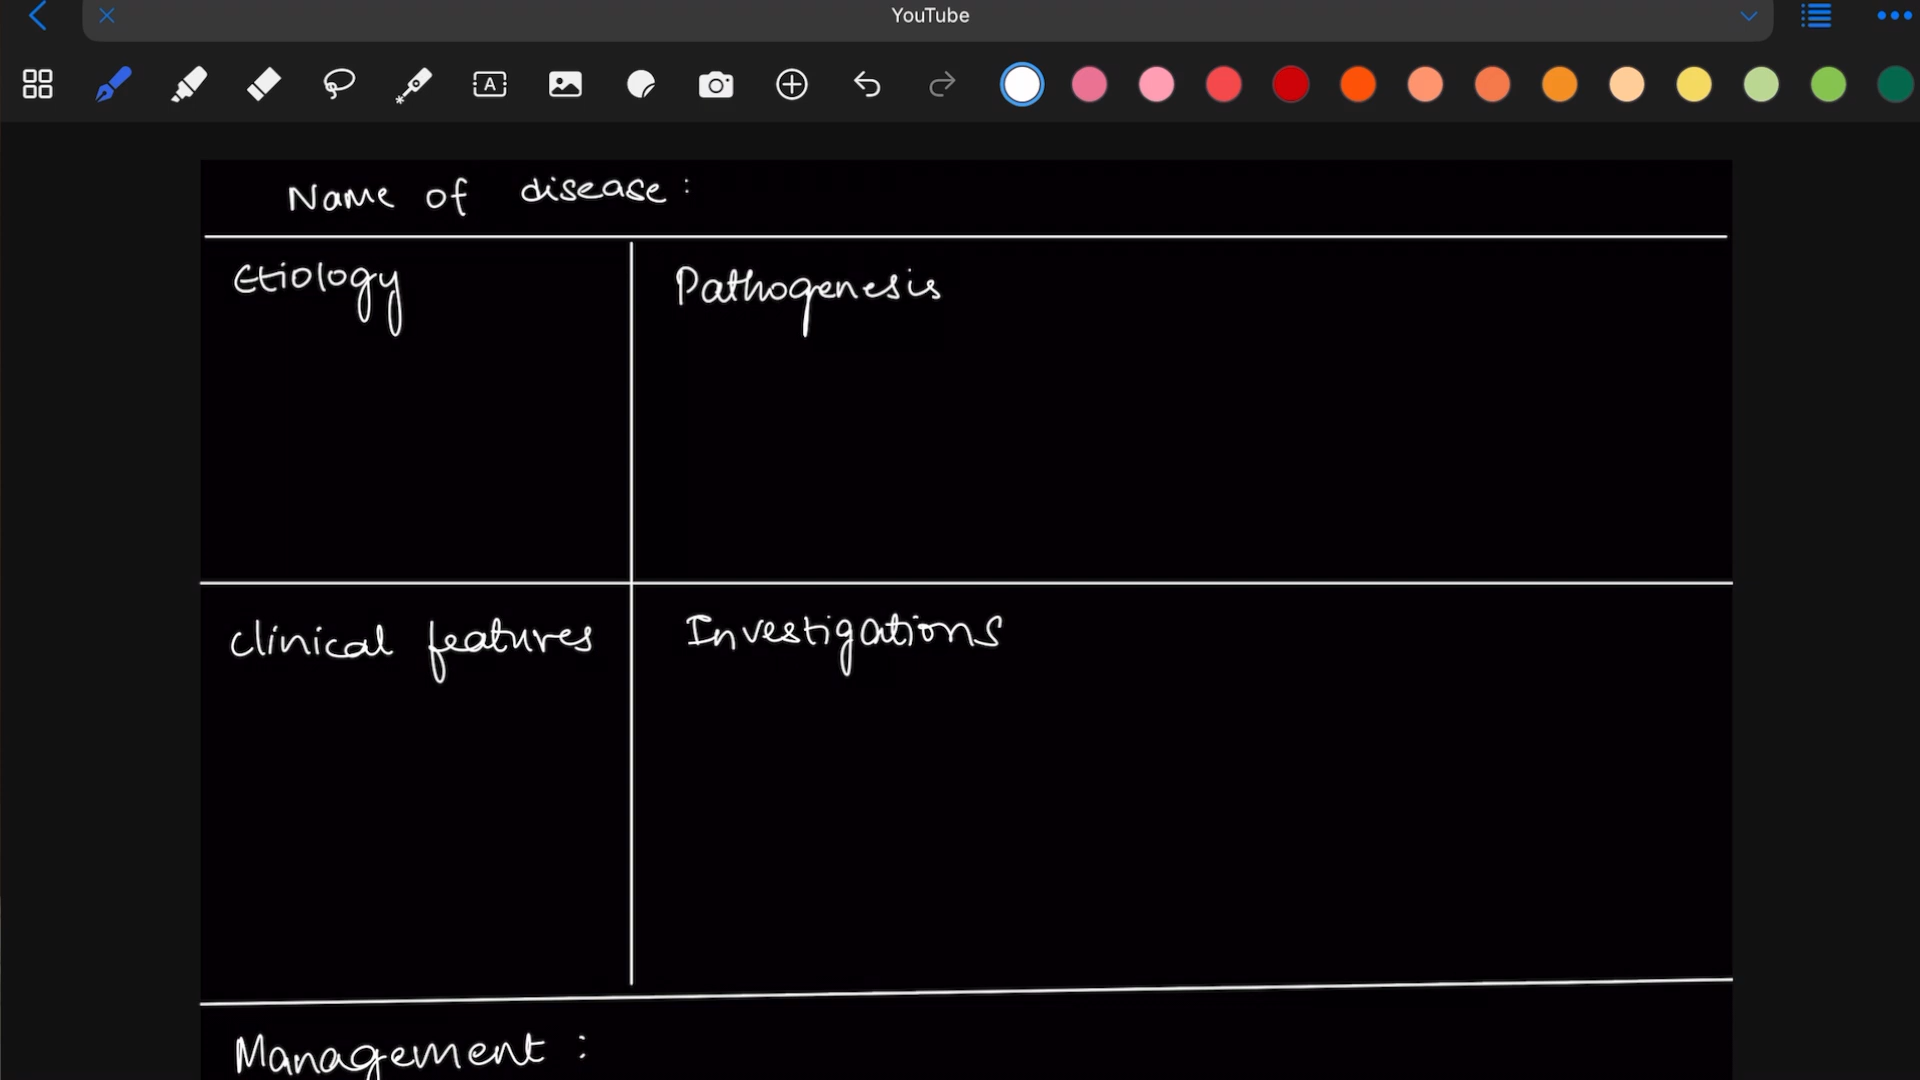 YouTube
A
Name of disease:
Etiology
Pathogenesis
Clinical features
Investigations
Management: